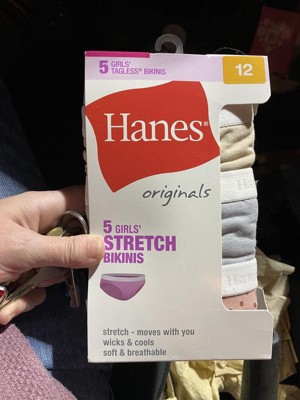 5 GIRLS'
TAGLESS® BIKINIS
12
Hanes®
originals
5 GIRLS'
STRETCH
BIKINIS
stretch - moves with you
wicks & cools
soft & breathable
Hanes